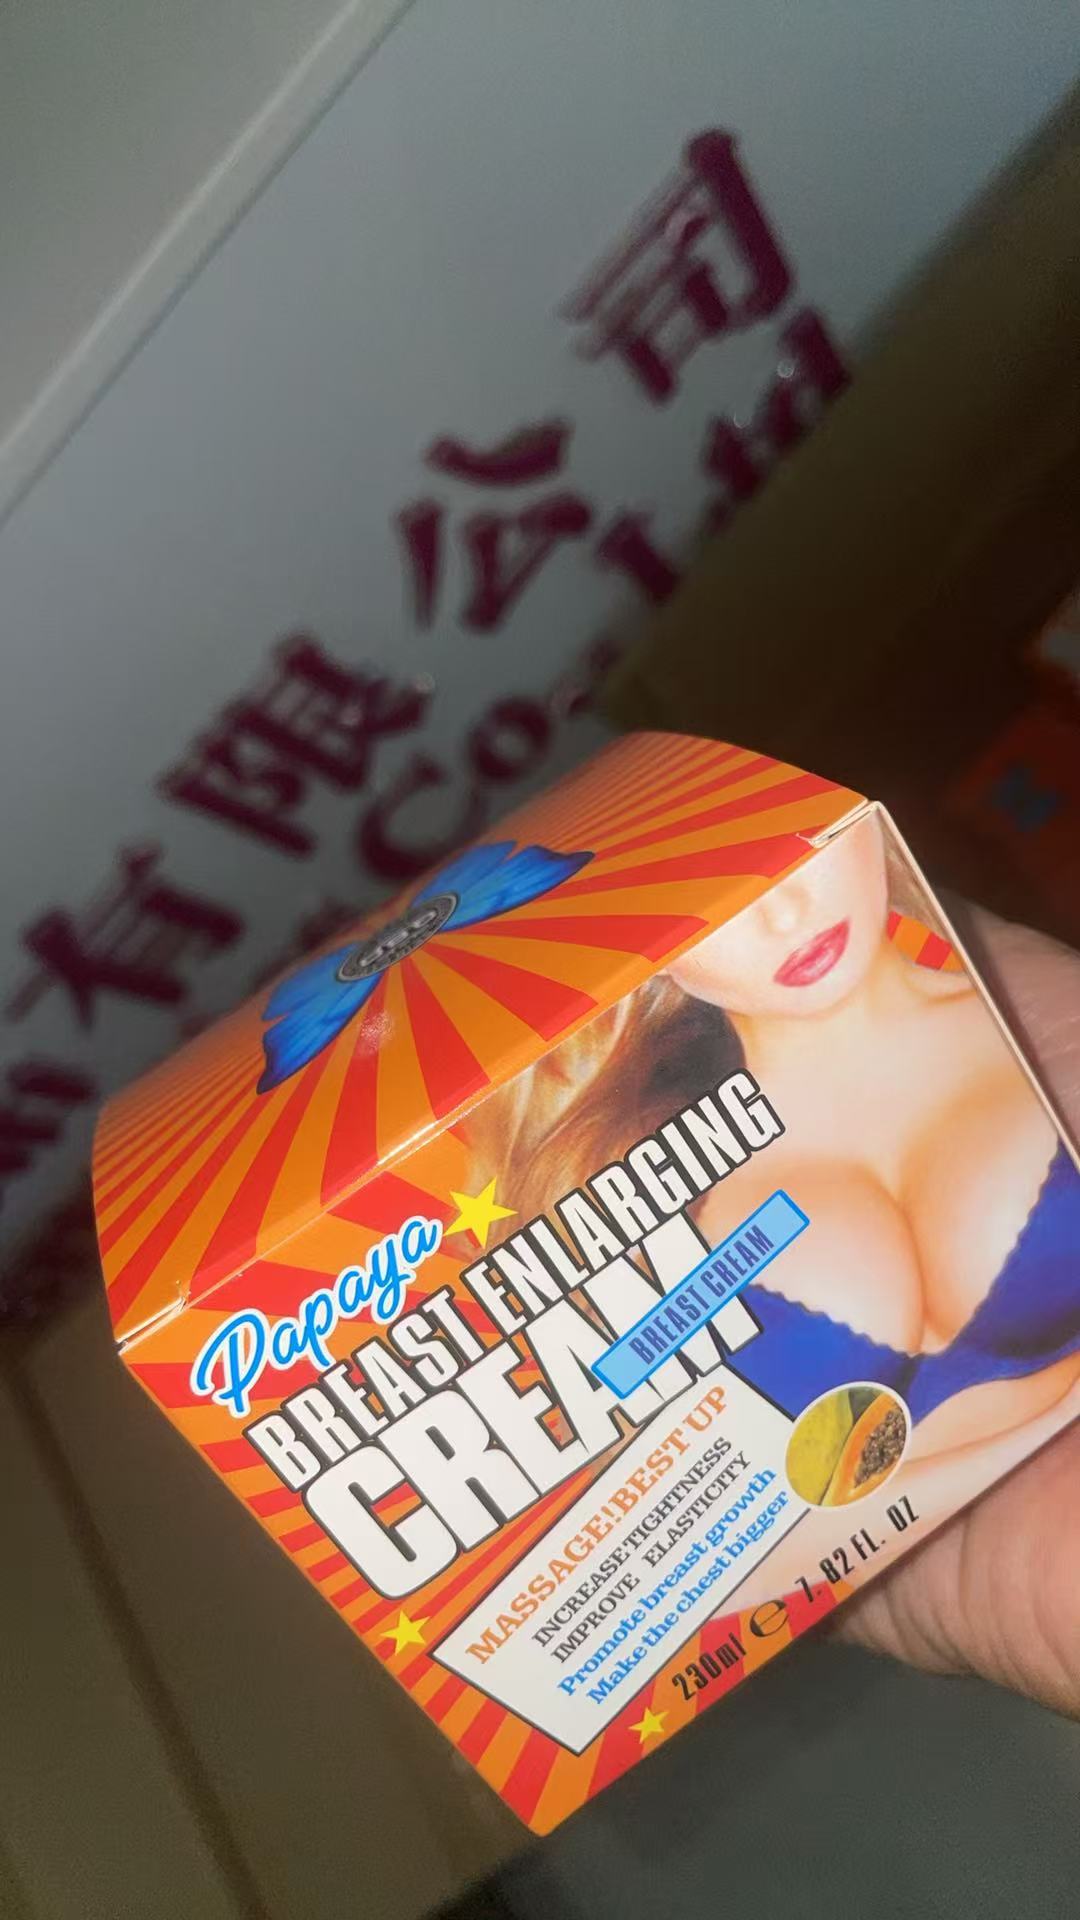 有限公司
Co
Papaya
BREAST ENLARGING
CREAM
BREAST CREAM
MASSAGE!BEST UP
INCREASE TIGHTNESS
IMPROVE ELASTICITY
Promote breast growth
Make the chest bigger
230ml ℮ 7.82 FL. OZ